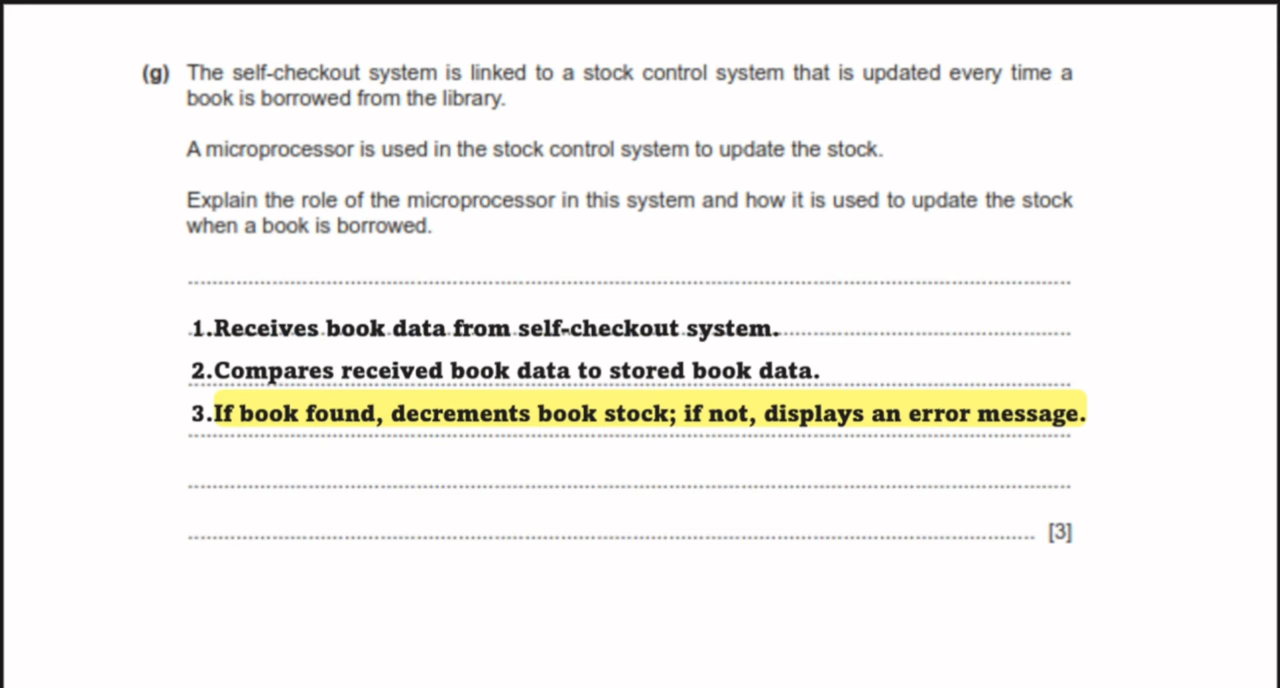 (g) The self-checkout system is linked to a stock control system that is updated every time a
book is borrowed from the library.
A microprocessor is used in the stock control system to update the stock.
Explain the role of the microprocessor in this system and how it is used to update the stock
when a book is borrowed.
1.Receives book data from self-checkout system.
2.Compares received book data to stored book data.
3.If book found, decrements book stock; if not, displays an error message.
[3]